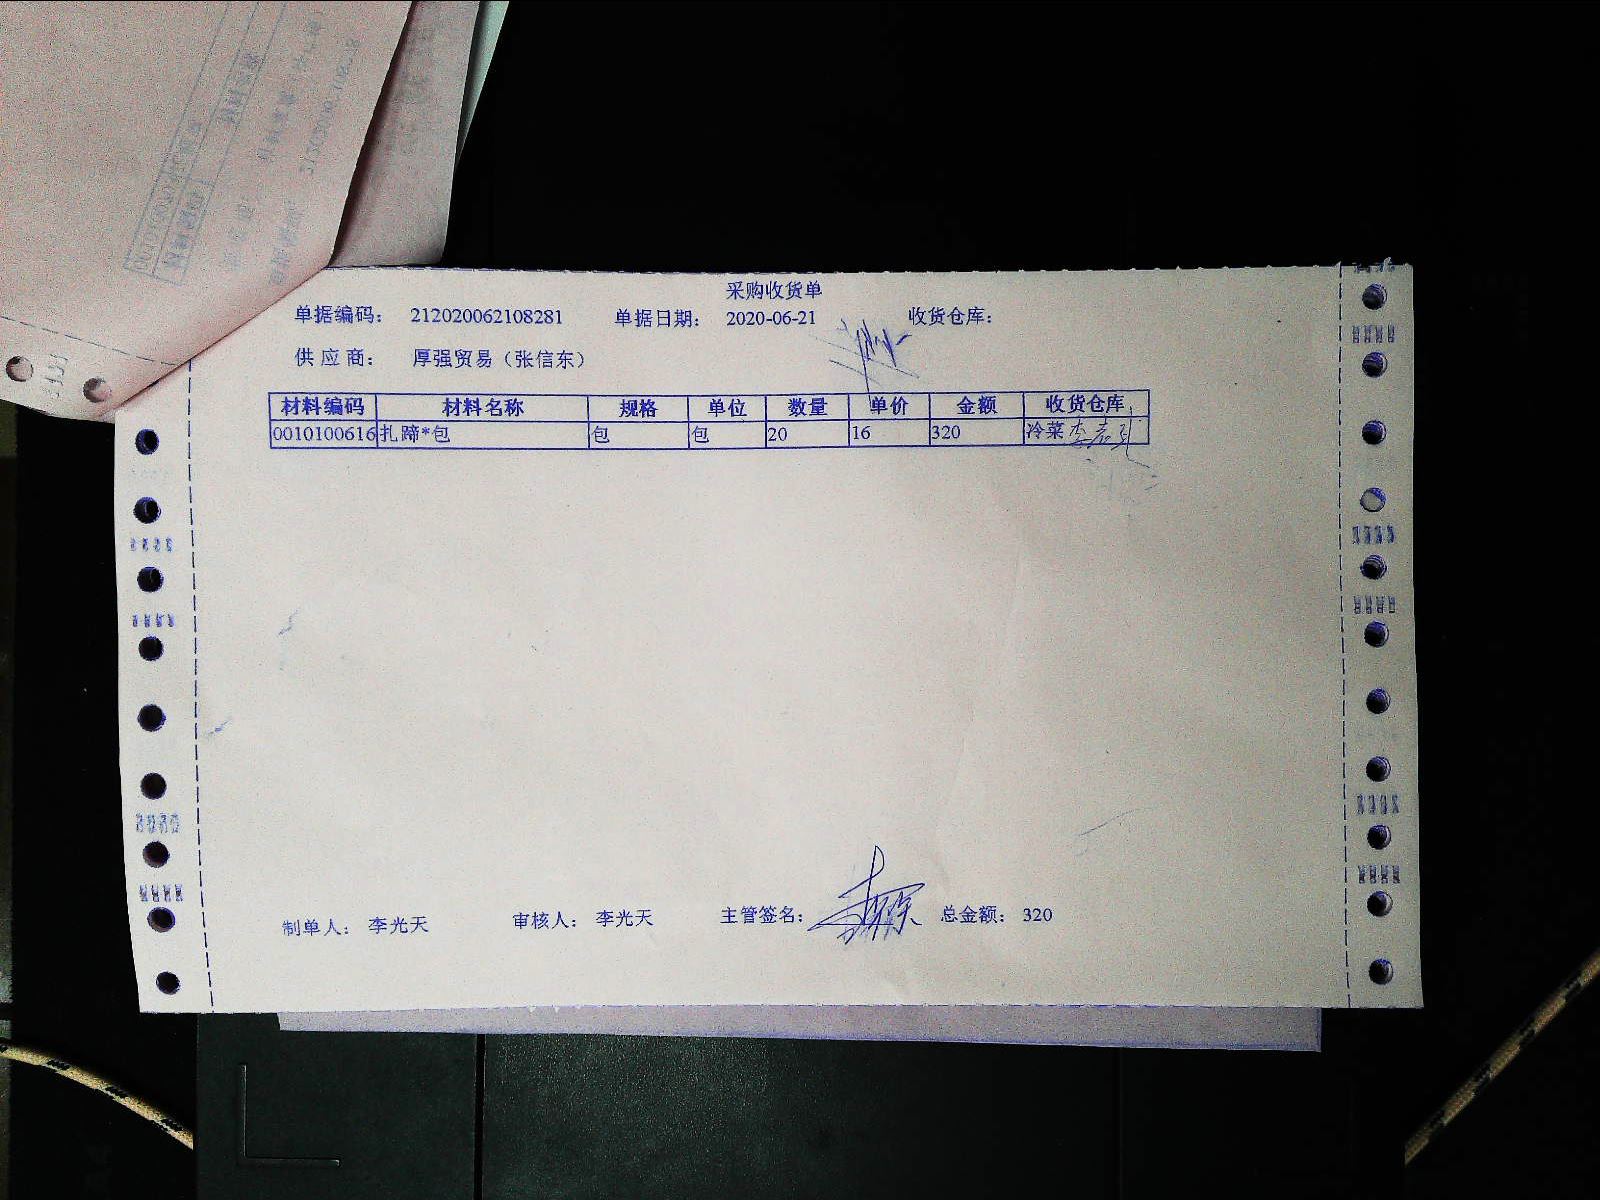 采购收货单
单据编码： 212020062108281 单据日期： 2020-06-21 收货仓库：
供应商： 厚强贸易（张信东）
材料编码 材料名称 规格 单位 数量 单价 金额 收货仓库
0010100616 扎蹄*包 包 包 20 16 320 冷菜
制单人： 李光天 审核人： 李光天 主管签名： 总金额： 320